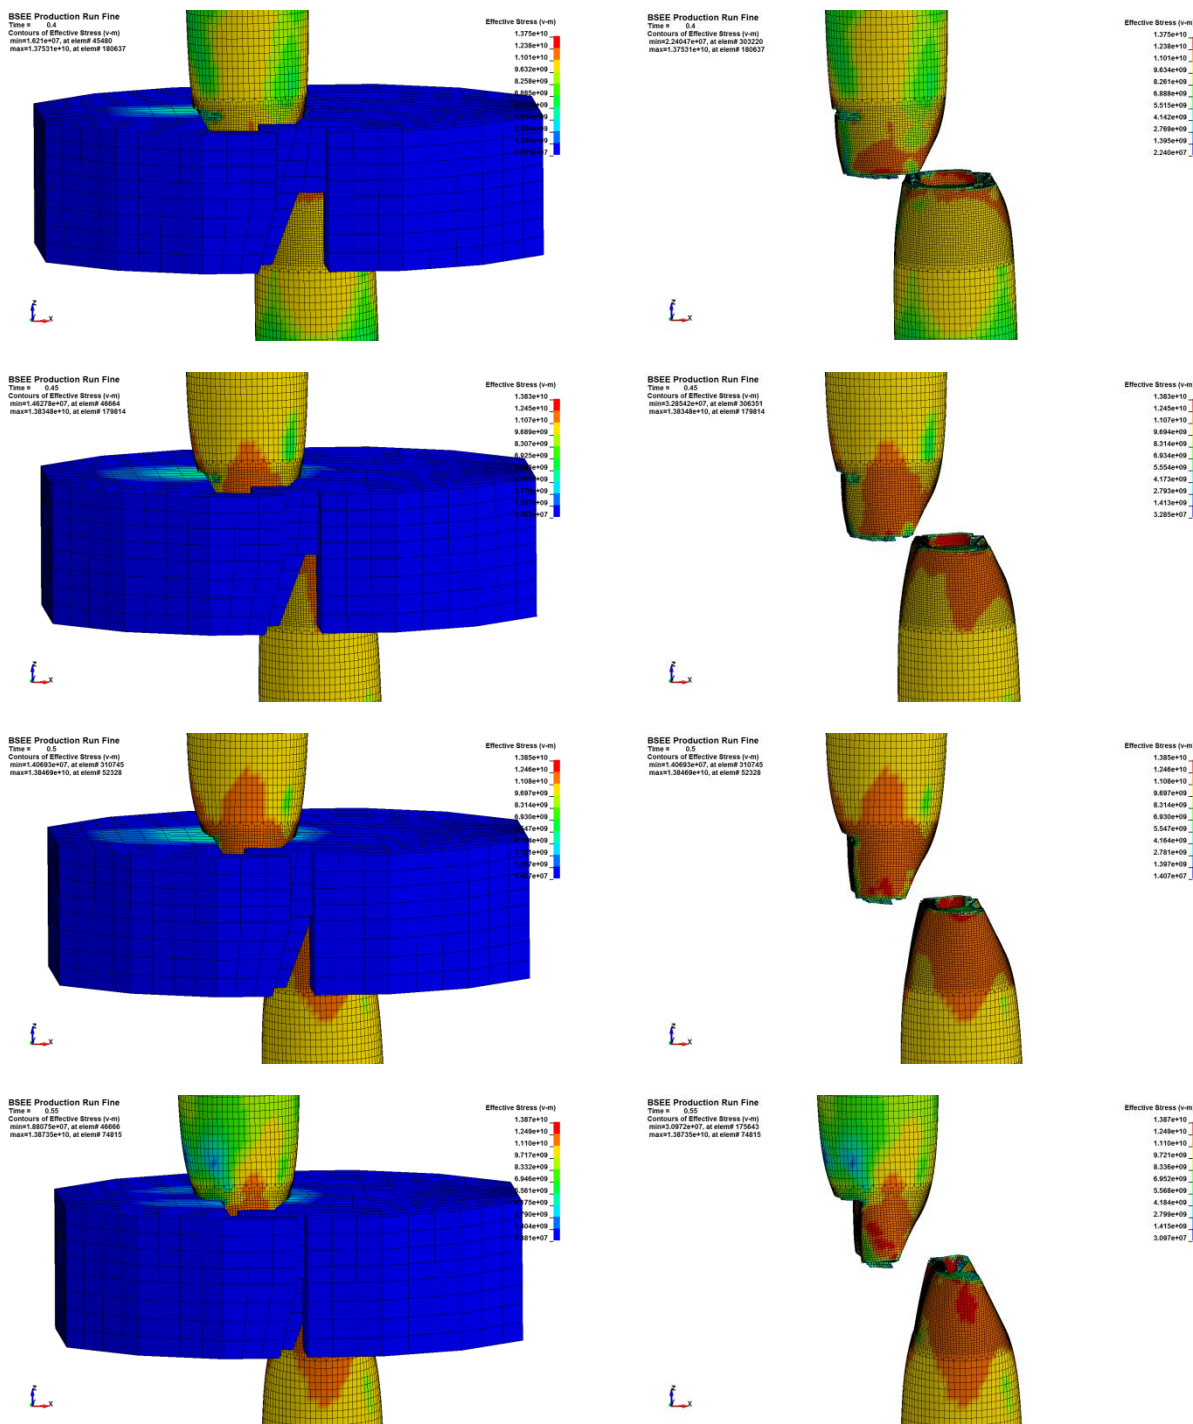 BSEE Production Run Fine
Time = 0.4
Contours of Effective Stress (v-m)
min=1.621e+07, at elem# 45480
max=1.37531e+10, at elem# 180637
Effective Stress (v-m)
1.375e+10
1.238e+10
1.101e+10
9.632e+09
8.258e+09
6.885e+09
z
x
BSEE Production Run Fine
Time = 0.4
Contours of Effective Stress (v-m)
min=2.24047e+07, at elem# 303220
max=1.37531e+10, at elem# 180637
Effective Stress (v-m)
1.375e+10
1.238e+10
1.101e+10
9.634e+09
8.261e+09
6.888e+09
5.515e+09
4.142e+09
2.769e+09
1.395e+09
2.240e+07
z
x
BSEE Production Run Fine
Time = 0.45
Contours of Effective Stress (v-m)
min=1.46278e+07, at elem# 46664
max=1.38348e+10, at elem# 179814
Effective Stress (v-m)
1.383e+10
1.245e+10
1.107e+10
9.689e+09
8.307e+09
6.925e+09
z
x
BSEE Production Run Fine
Time = 0.45
Contours of Effective Stress (v-m)
min=3.28542e+07, at elem# 306351
max=1.38348e+10, at elem# 179814
Effective Stress (v-m)
1.383e+10
1.245e+10
1.107e+10
9.694e+09
8.314e+09
6.934e+09
5.554e+09
4.173e+09
2.793e+09
1.413e+09
3.285e+07
z
x
BSEE Production Run Fine
Time = 0.5
Contours of Effective Stress (v-m)
min=1.40693e+07, at elem# 310745
max=1.38469e+10, at elem# 52328
Effective Stress (v-m)
1.385e+10
1.246e+10
1.108e+10
9.697e+09
8.314e+09
6.930e+09
z
x
BSEE Production Run Fine
Time = 0.5
Contours of Effective Stress (v-m)
min=1.40693e+07, at elem# 310745
max=1.38469e+10, at elem# 52328
Effective Stress (v-m)
1.385e+10
1.246e+10
1.108e+10
9.697e+09
8.314e+09
6.930e+09
5.547e+09
4.164e+09
2.781e+09
1.397e+09
1.407e+07
z
x
BSEE Production Run Fine
Time = 0.55
Contours of Effective Stress (v-m)
min=1.88075e+07, at elem# 46666
max=1.38735e+10, at elem# 74815
Effective Stress (v-m)
1.387e+10
1.249e+10
1.110e+10
9.717e+09
8.332e+09
6.946e+09
z
x
BSEE Production Run Fine
Time = 0.55
Contours of Effective Stress (v-m)
min=3.0972e+07, at elem# 175643
max=1.38735e+10, at elem# 74815
Effective Stress (v-m)
1.387e+10
1.249e+10
1.110e+10
9.721e+09
8.336e+09
6.952e+09
5.568e+09
4.184e+09
2.799e+09
1.415e+09
3.097e+07
z
x